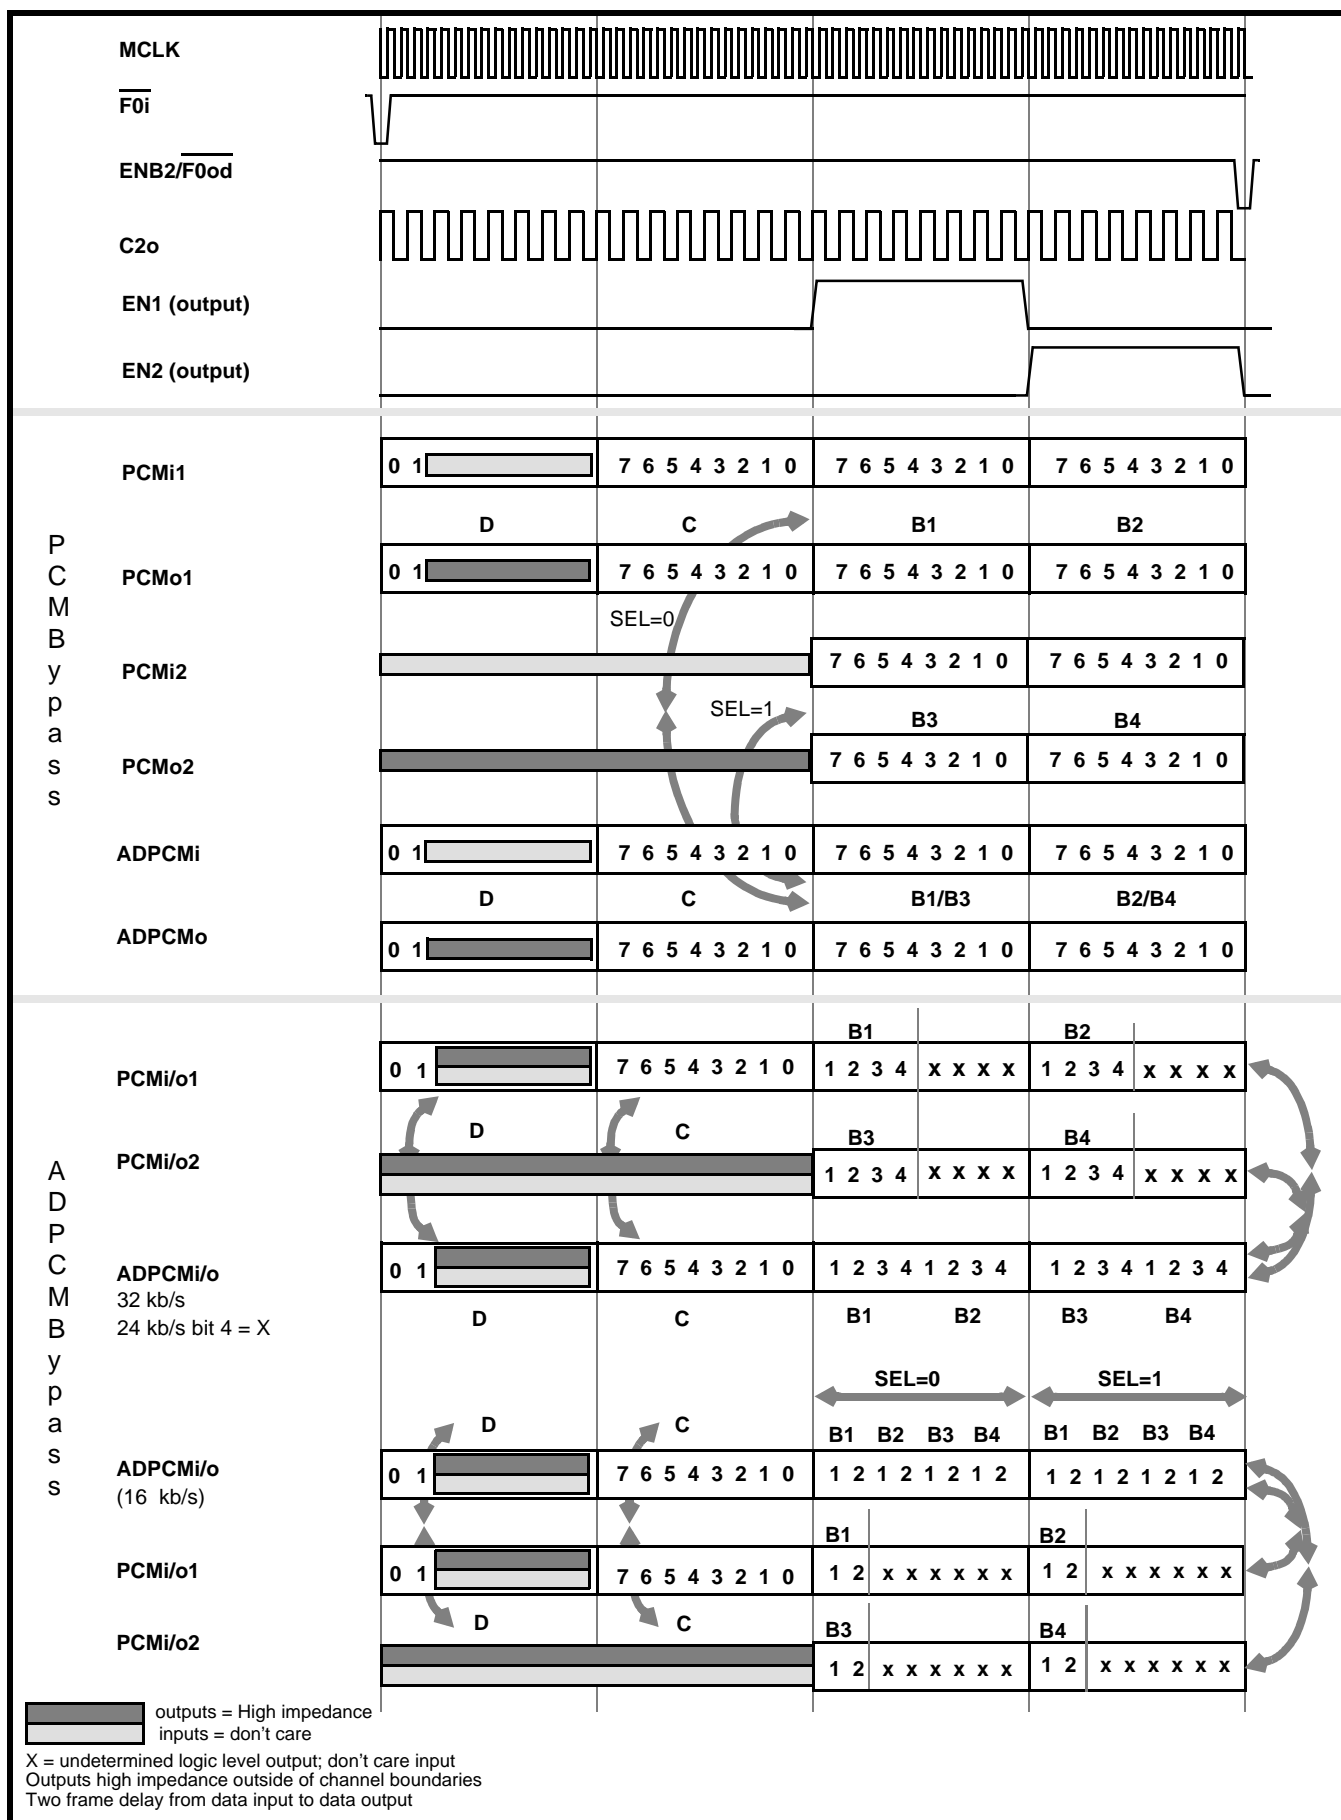 MCLK
F0i
ENB2/F0od
C2o
EN1 (output)
EN2 (output)
PCM Bypass
PCMi1
0 1
7 6 5 4 3 2 1 0
7 6 5 4 3 2 1 0
7 6 5 4 3 2 1 0
D
C
B1
B2
PCMo1
0 1
7 6 5 4 3 2 1 0
7 6 5 4 3 2 1 0
7 6 5 4 3 2 1 0
SEL=0
PCMi2
7 6 5 4 3 2 1 0
7 6 5 4 3 2 1 0
SEL=1
B3
B4
PCMo2
7 6 5 4 3 2 1 0
7 6 5 4 3 2 1 0
ADPCMi
0 1
7 6 5 4 3 2 1 0
7 6 5 4 3 2 1 0
7 6 5 4 3 2 1 0
D
C
B1/B3
B2/B4
ADPCMo
0 1
7 6 5 4 3 2 1 0
7 6 5 4 3 2 1 0
7 6 5 4 3 2 1 0
ADPCM Bypass
B1
B2
PCMi/o1
0 1
7 6 5 4 3 2 1 0
1 2 3 4 x x x x
1 2 3 4 x x x x
D
C
B3
B4
PCMi/o2
1 2 3 4 x x x x
1 2 3 4 x x x x
ADPCMi/o
32 kb/s
24 kb/s bit 4 = X
0 1
7 6 5 4 3 2 1 0
1 2 3 4 1 2 3 4
1 2 3 4 1 2 3 4
D
C
B1
B2
B3
B4
SEL=0
SEL=1
D
C
B1 B2 B3 B4
B1 B2 B3 B4
ADPCMi/o
(16 kb/s)
0 1
7 6 5 4 3 2 1 0
1 2 1 2 1 2 1 2
1 2 1 2 1 2 1 2
B1
B2
PCMi/o1
0 1
7 6 5 4 3 2 1 0
1 2 x x x x x x
1 2 x x x x x x
D
C
B3
B4
PCMi/o2
1 2 x x x x x x
1 2 x x x x x x
outputs = High impedance
inputs = don't care
X = undetermined logic level output; don't care input
Outputs high impedance outside of channel boundaries
Two frame delay from data input to data output